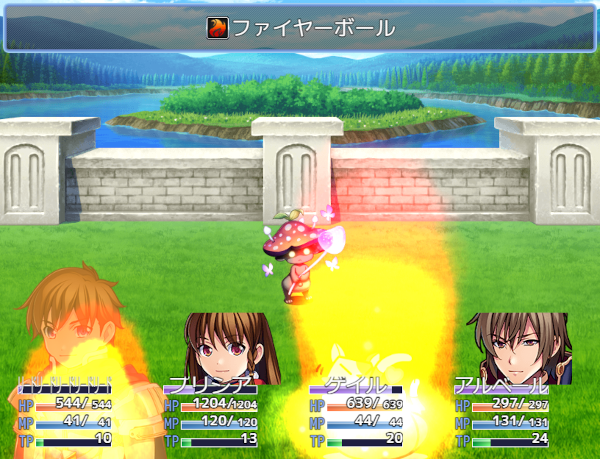 ファイヤーボール
プリシア ゲイル アルベール
HP 544/ 544 HP 1204/1204 HP 639/ 639 HP 297/ 297
MP 41/ 41 MP 120/ 120 MP 44/ 44 MP 131/ 131
TP 10 TP 13 TP 20 TP 24